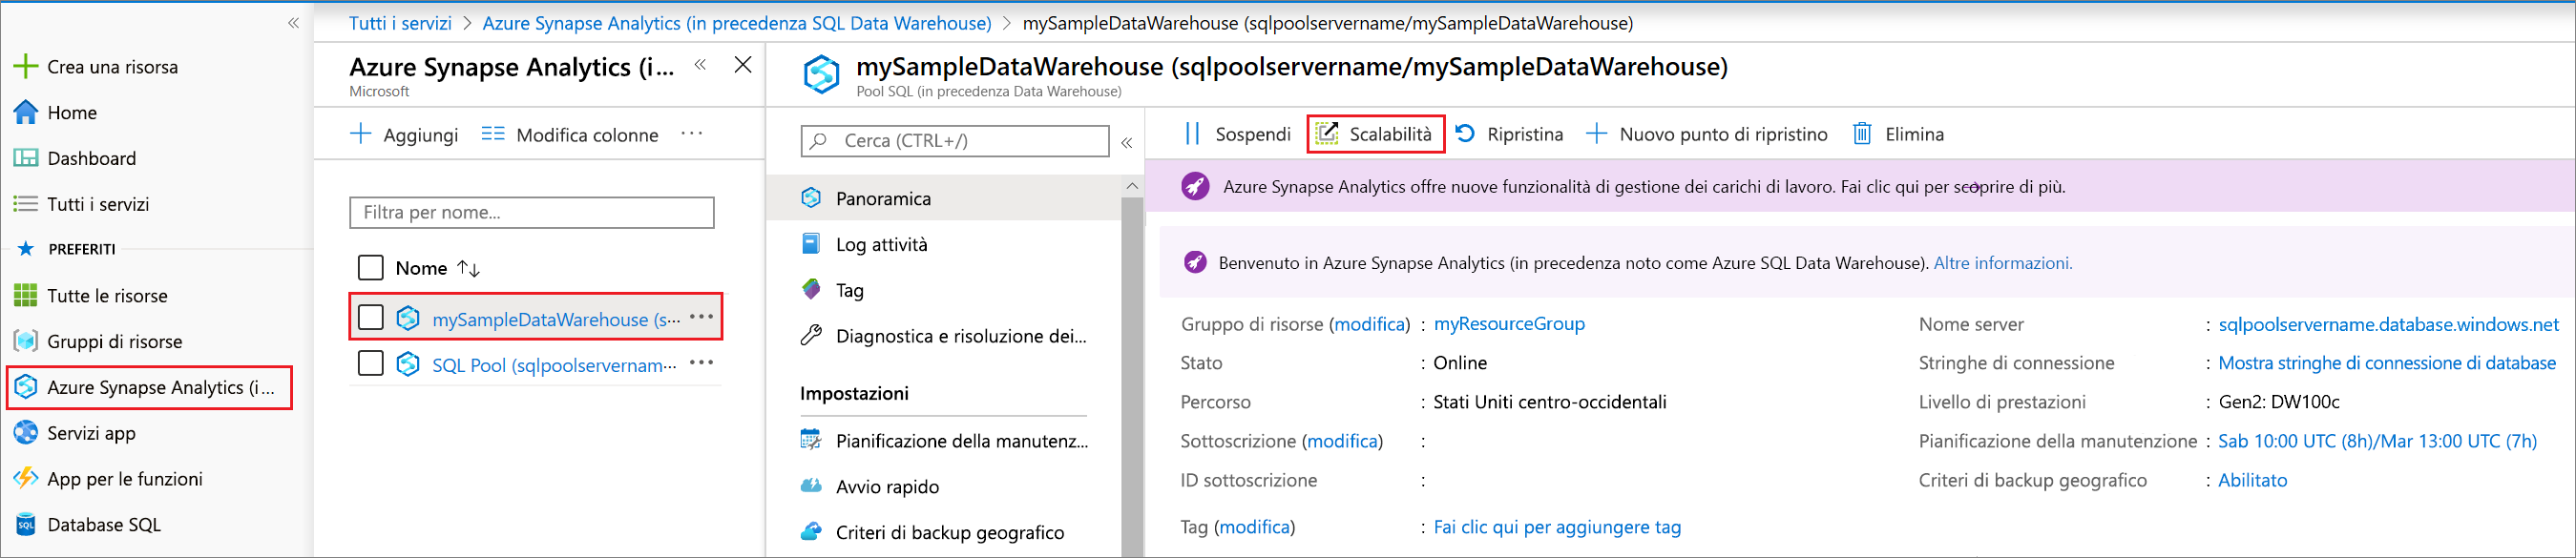 «
Crea una risorsa
Home
Dashboard
Tutti i servizi
PREFERITI
Tutte le risorse
Gruppi di risorse
Azure Synapse Analytics (i...
Servizi app
App per le funzioni
SQL
Database SQL
Tutti i servizi > Azure Synapse Analytics (in precedenza SQL Data Warehouse) > mySampleDataWarehouse (sqlpoolservername/mySampleDataWarehouse)
Azure Synapse Analytics (i... «
Microsoft
Aggiungi Modifica colonne ...
Filtra per nome...
Nome
mySampleDataWarehouse (s... ...
SQL Pool (sqlpoolservernam... ...
mySampleDataWarehouse (sqlpoolservername/mySampleDataWarehouse)
Pool SQL (in precedenza Data Warehouse)
Cerca (CTRL+/) «
Panoramica
Log attività
Tag
Diagnostica e risoluzione dei...
Impostazioni
Pianificazione della manutenz...
Avvio rapido
Criteri di backup geografico
Sospendi Scalabilità Ripristina Nuovo punto di ripristino Elimina
Azure Synapse Analytics offre nuove funzionalità di gestione dei carichi di lavoro. Fai clic qui per scoprire di più.
Benvenuto in Azure Synapse Analytics (in precedenza noto come Azure SQL Data Warehouse). Altre informazioni.
Gruppo di risorse (modifica) : myResourceGroup
Stato : Online
Percorso : Stati Uniti centro-occidentali
Sottoscrizione (modifica) :
ID sottoscrizione :
Tag (modifica) : Fai clic qui per aggiungere tag
Nome server : sqlpoolservername.database.windows.net
Stringhe di connessione : Mostra stringhe di connessione di database
Livello di prestazioni : Gen2: DW100c
Pianificazione della manutenzione : Sab 10:00 UTC (8h)/Mar 13:00 UTC (7h)
Criteri di backup geografico : Abilitato